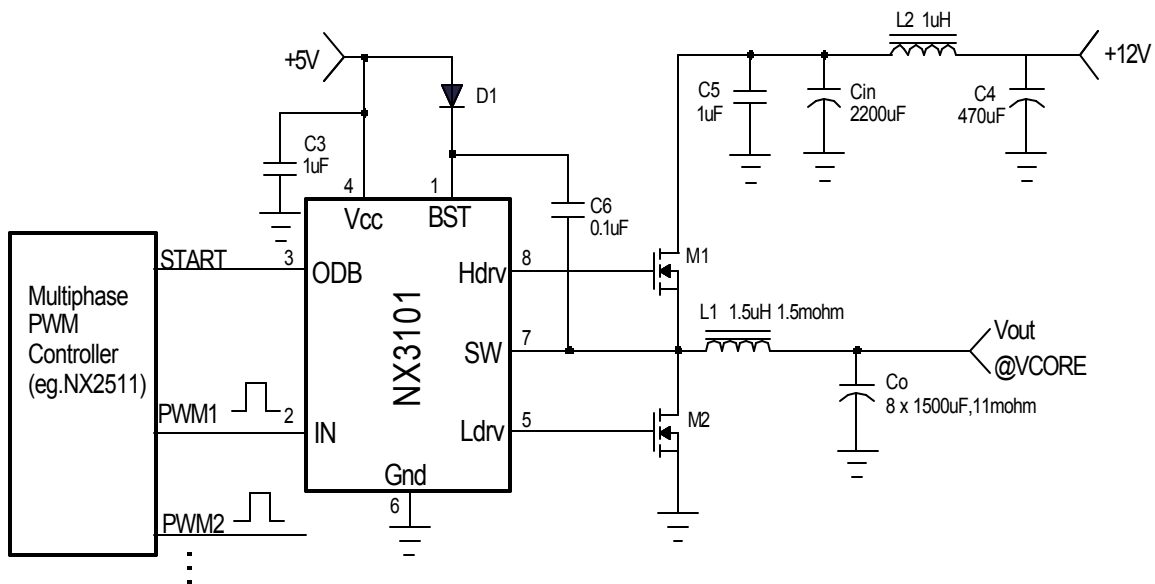 L2 1uH
+12V
+5V
D1
C5
1uF
Cin
2200uF
C4
470uF
C3
1uF
4
1
C6
0.1uF
Vcc
BST
START
3
ODB
Hdrv
8
M1
Multiphase
PWM
Controller
(eg.NX2511)
NX3101
L1 1.5uH 1.5mohm
Vout
@VCORE
SW
7
Co
8 x 1500uF,11mohm
PWM1
2
IN
Ldrv
5
M2
Gnd
6
PWM2